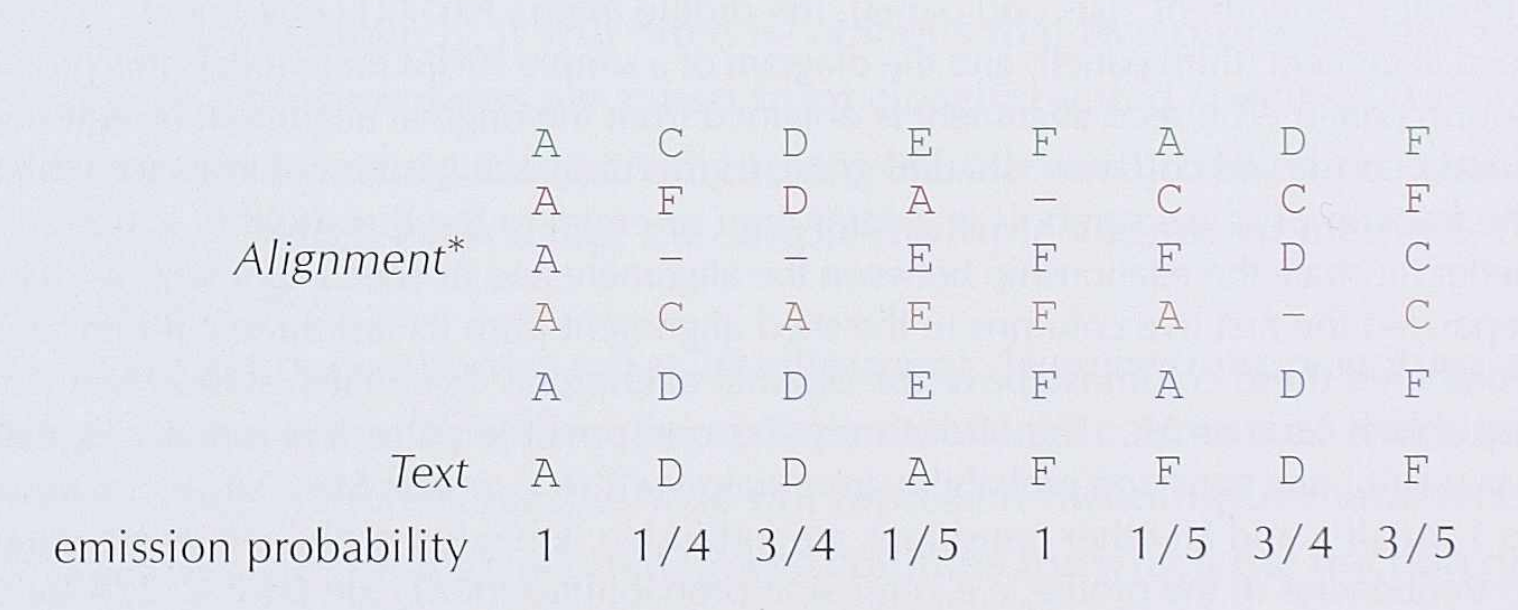 A C D E F A D F
A F D A – C C F
Alignment* A – – E F F D C
A C A E F A – C
A D D E F A D F
Text A D D A F F D F
emission probability 1 1/4 3/4 1/5 1 1/5 3/4 3/5